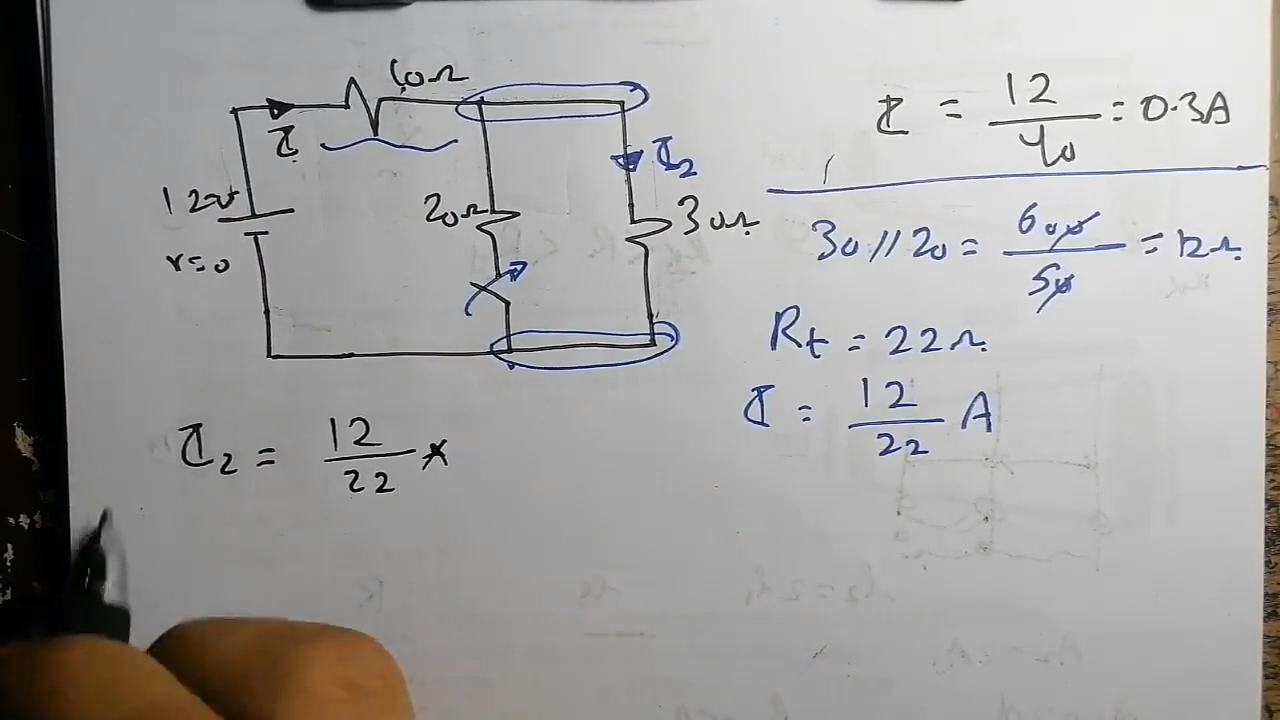 10Ω
I
12v
r=0
20Ω
I2
30Ω
I = 12/40 = 0.3A
30//20 = 600/50 = 12Ω
Rt = 22Ω
I = 12/22 A
I2 = 12/22 ×